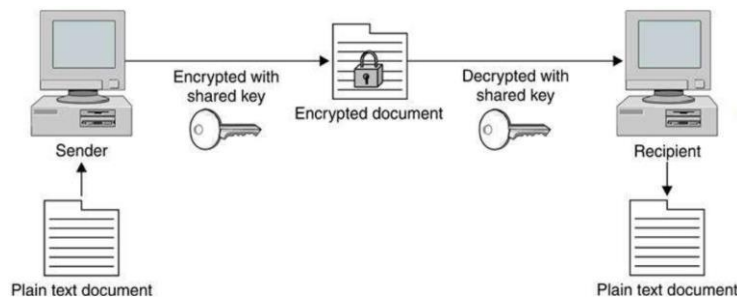 Encrypted with
shared key
Encrypted document
Decrypted with
shared key
Sender
Recipient
Plain text document
Plain text document